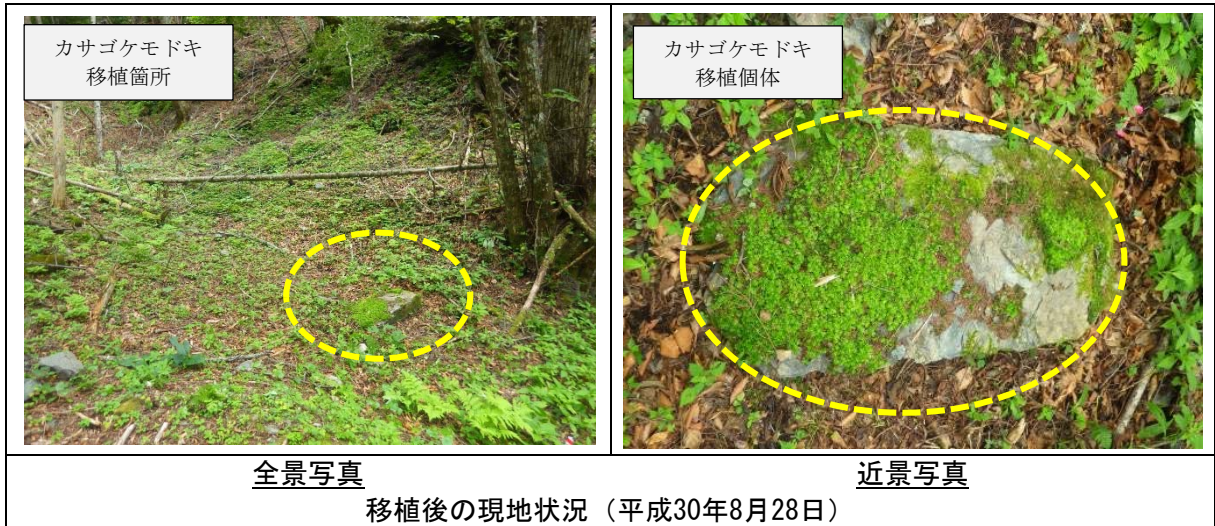 カサゴケモドキ
移植箇所
カサゴケモドキ
移植個体
全景写真
近景写真
移植後の現地状況（平成30年8月28日）